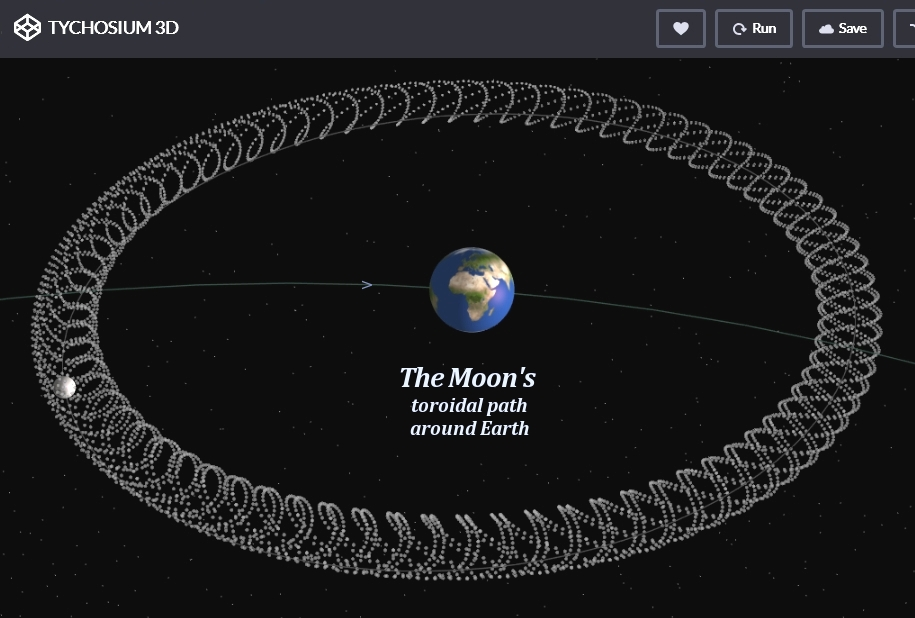 TYCHOSIUM 3D
Run
Save
The Moon's
toroidal path
around Earth